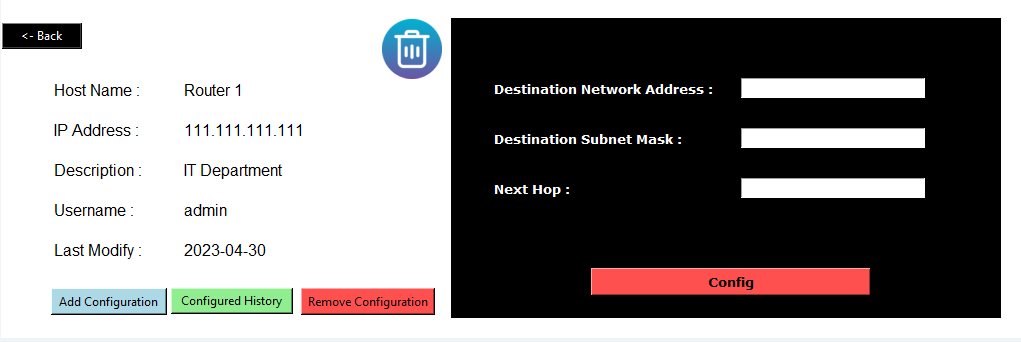 <- Back
Host Name : Router 1
IP Address : 111.111.111.111
Description : IT Department
Username : admin
Last Modify : 2023-04-30
Add Configuration Configured History Remove Configuration
Destination Network Address :
Destination Subnet Mask :
Next Hop :
Config